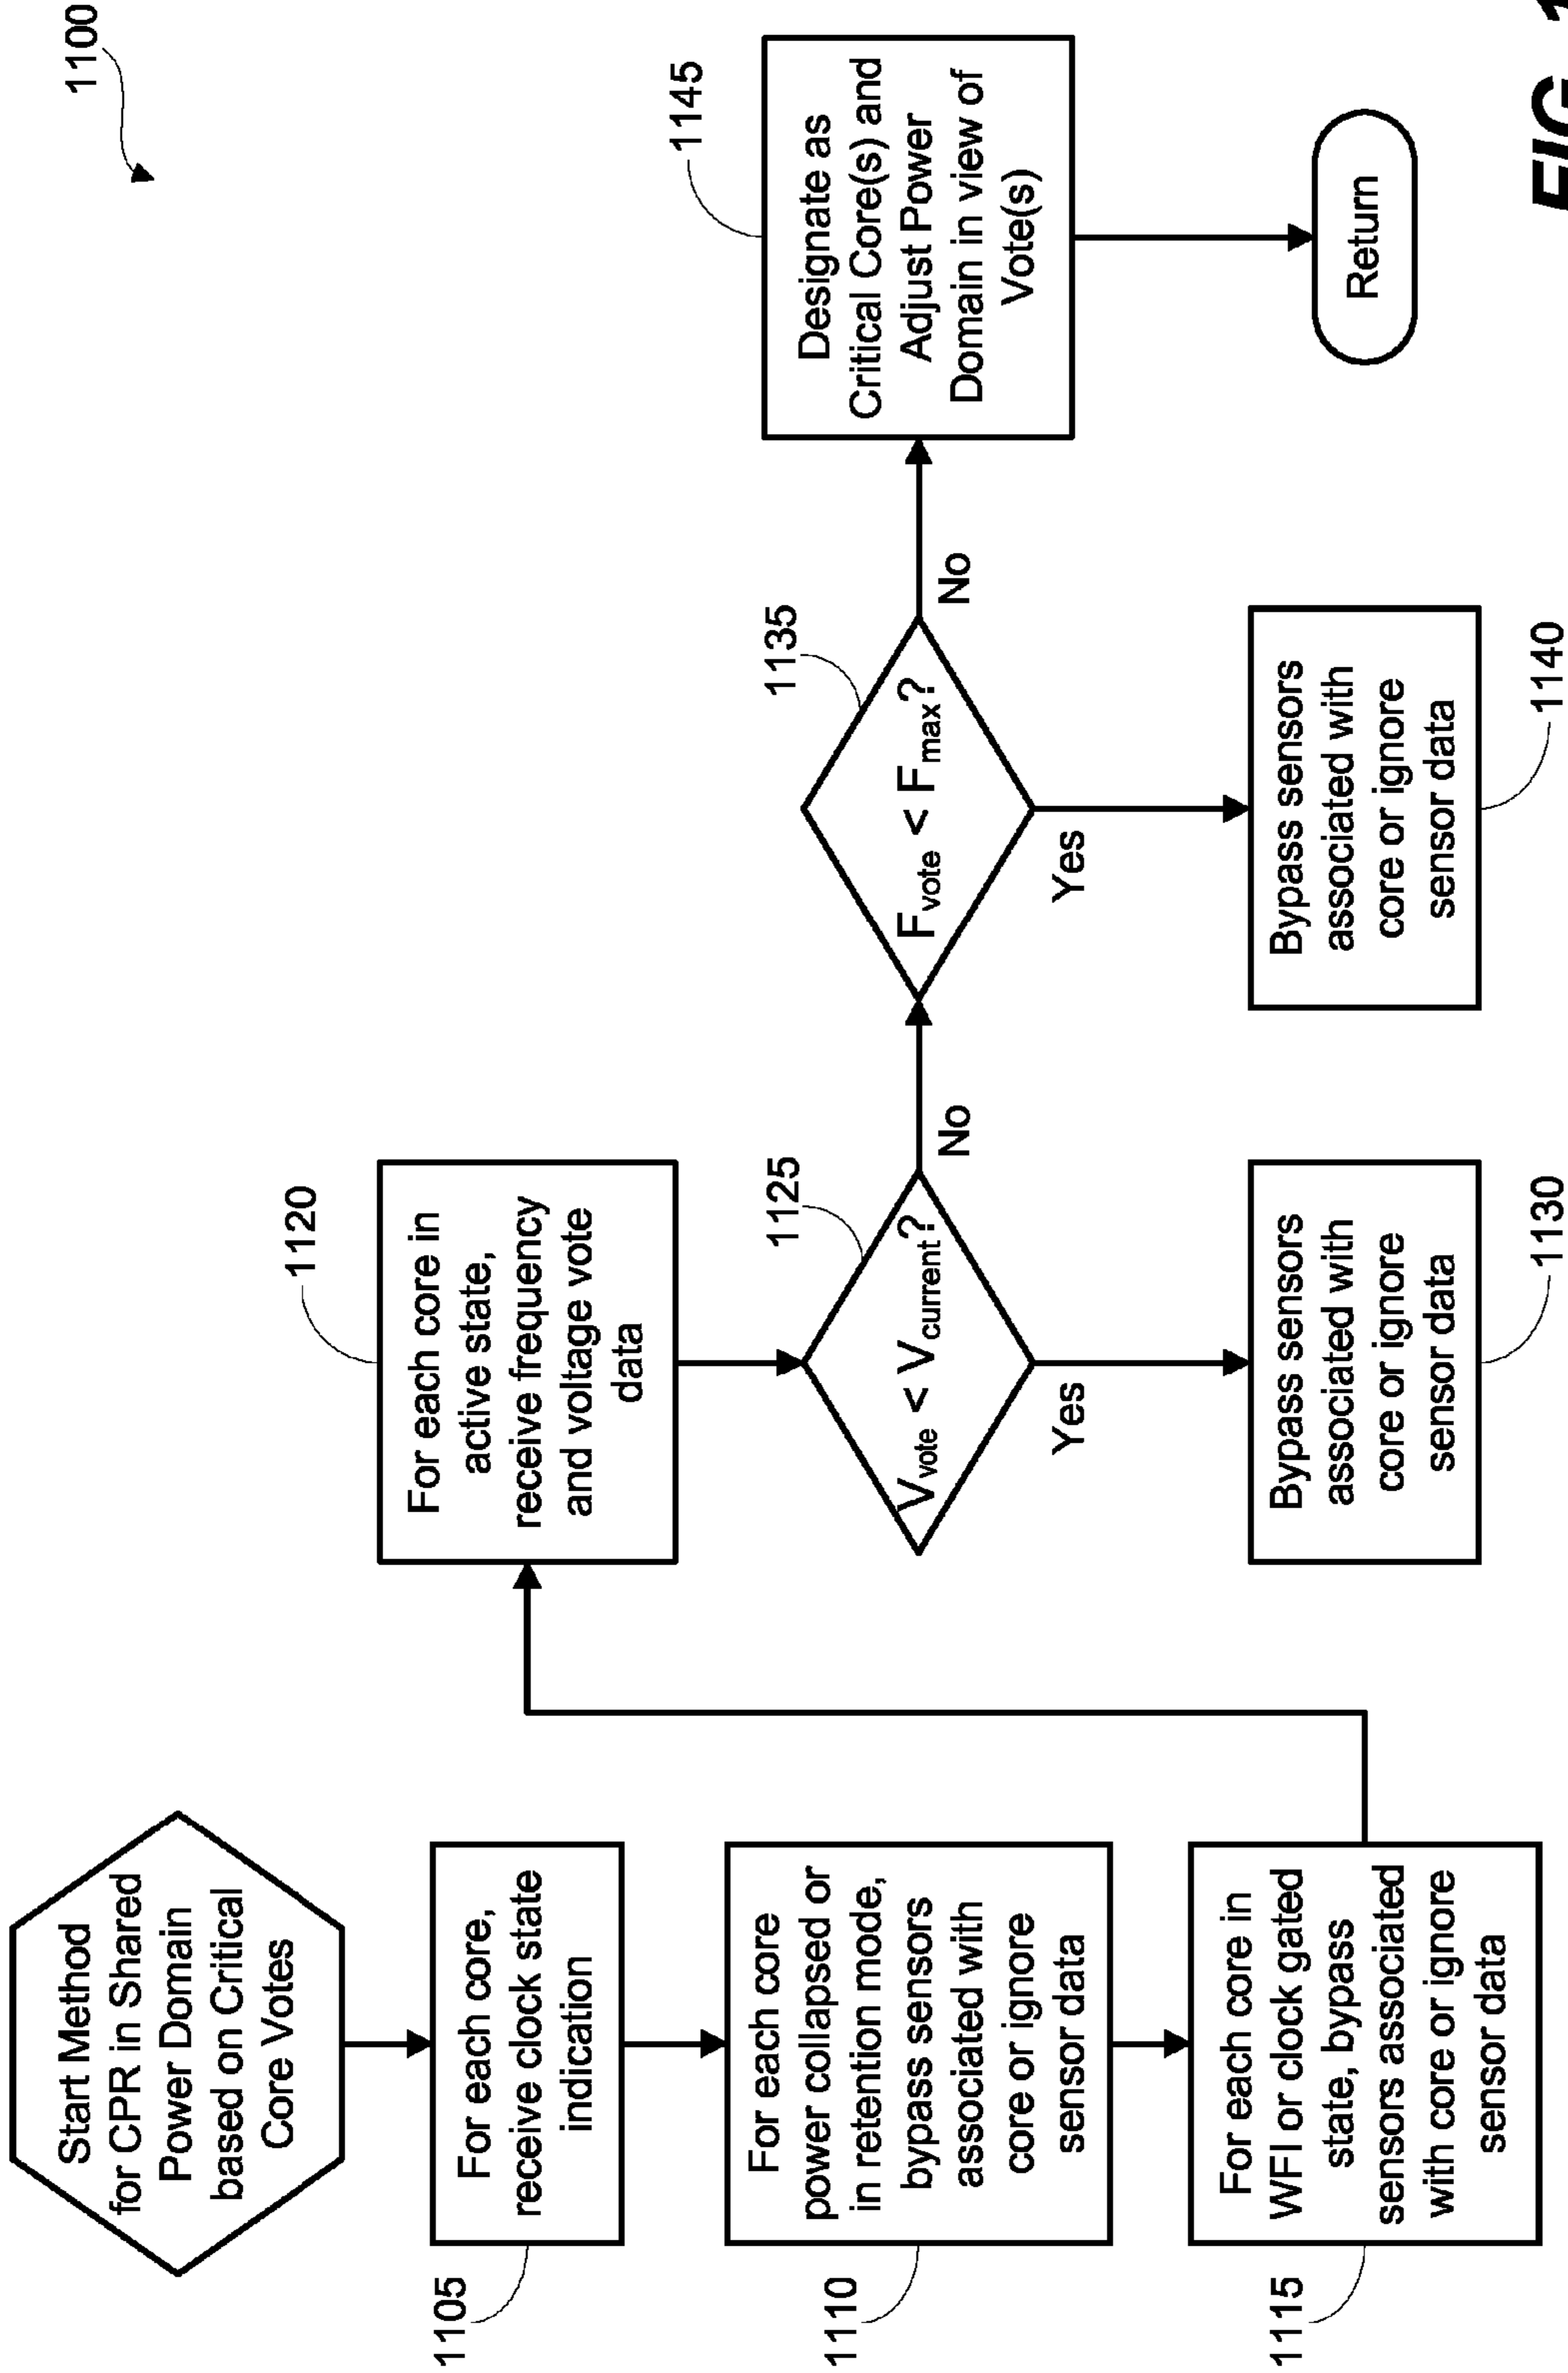 1100
Start Method
for CPR in Shared
Power Domain
based on Critical
Core Votes
1105
For each core,
receive clock state
indication
1110
For each core
power collapsed or
in retention mode,
bypass sensors
associated with
core or ignore
sensor data
1115
For each core in
WFI or clock gated
state, bypass
sensors associated
with core or ignore
sensor data
1120
For each core in
active state,
receive frequency
and voltage vote
data
1125
Vvote < Vcurrent?
Yes
No
1130
Bypass sensors
associated with
core or ignore
sensor data
1135
Fvote < Fmax?
Yes
No
1140
Bypass sensors
associated with
core or ignore
sensor data
1145
Designate as
Critical Core(s) and
Adjust Power
Domain in view of
Vote(s)
Return